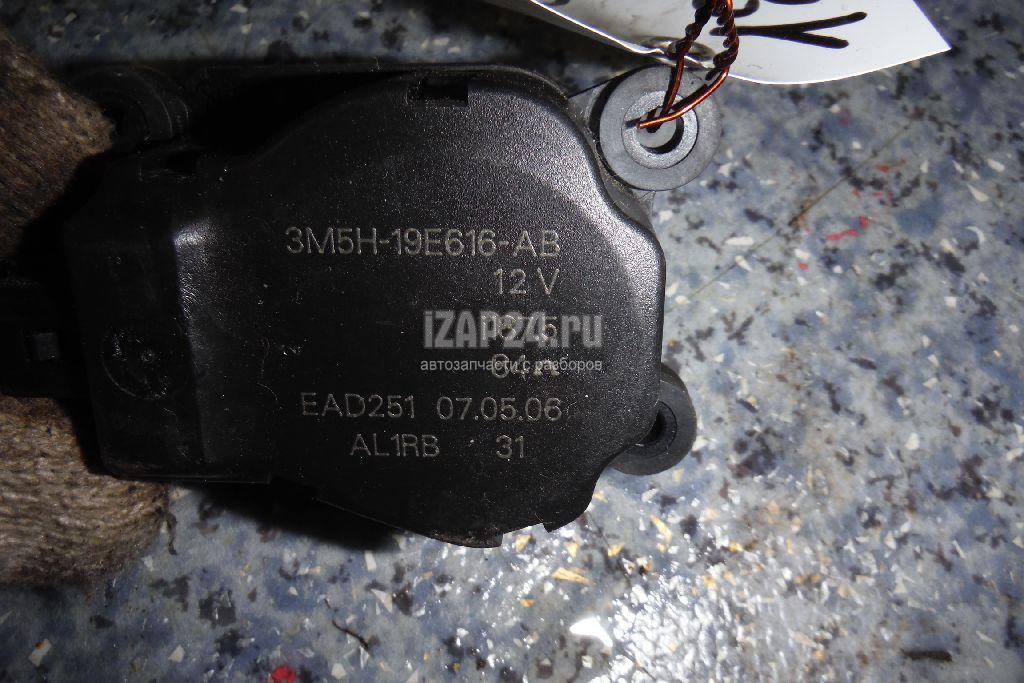 3M5H-19E616-AB
12 V
iZAP24.ru
автозапчасти с разборов
EAD251 07.05.06
AL1RB 31